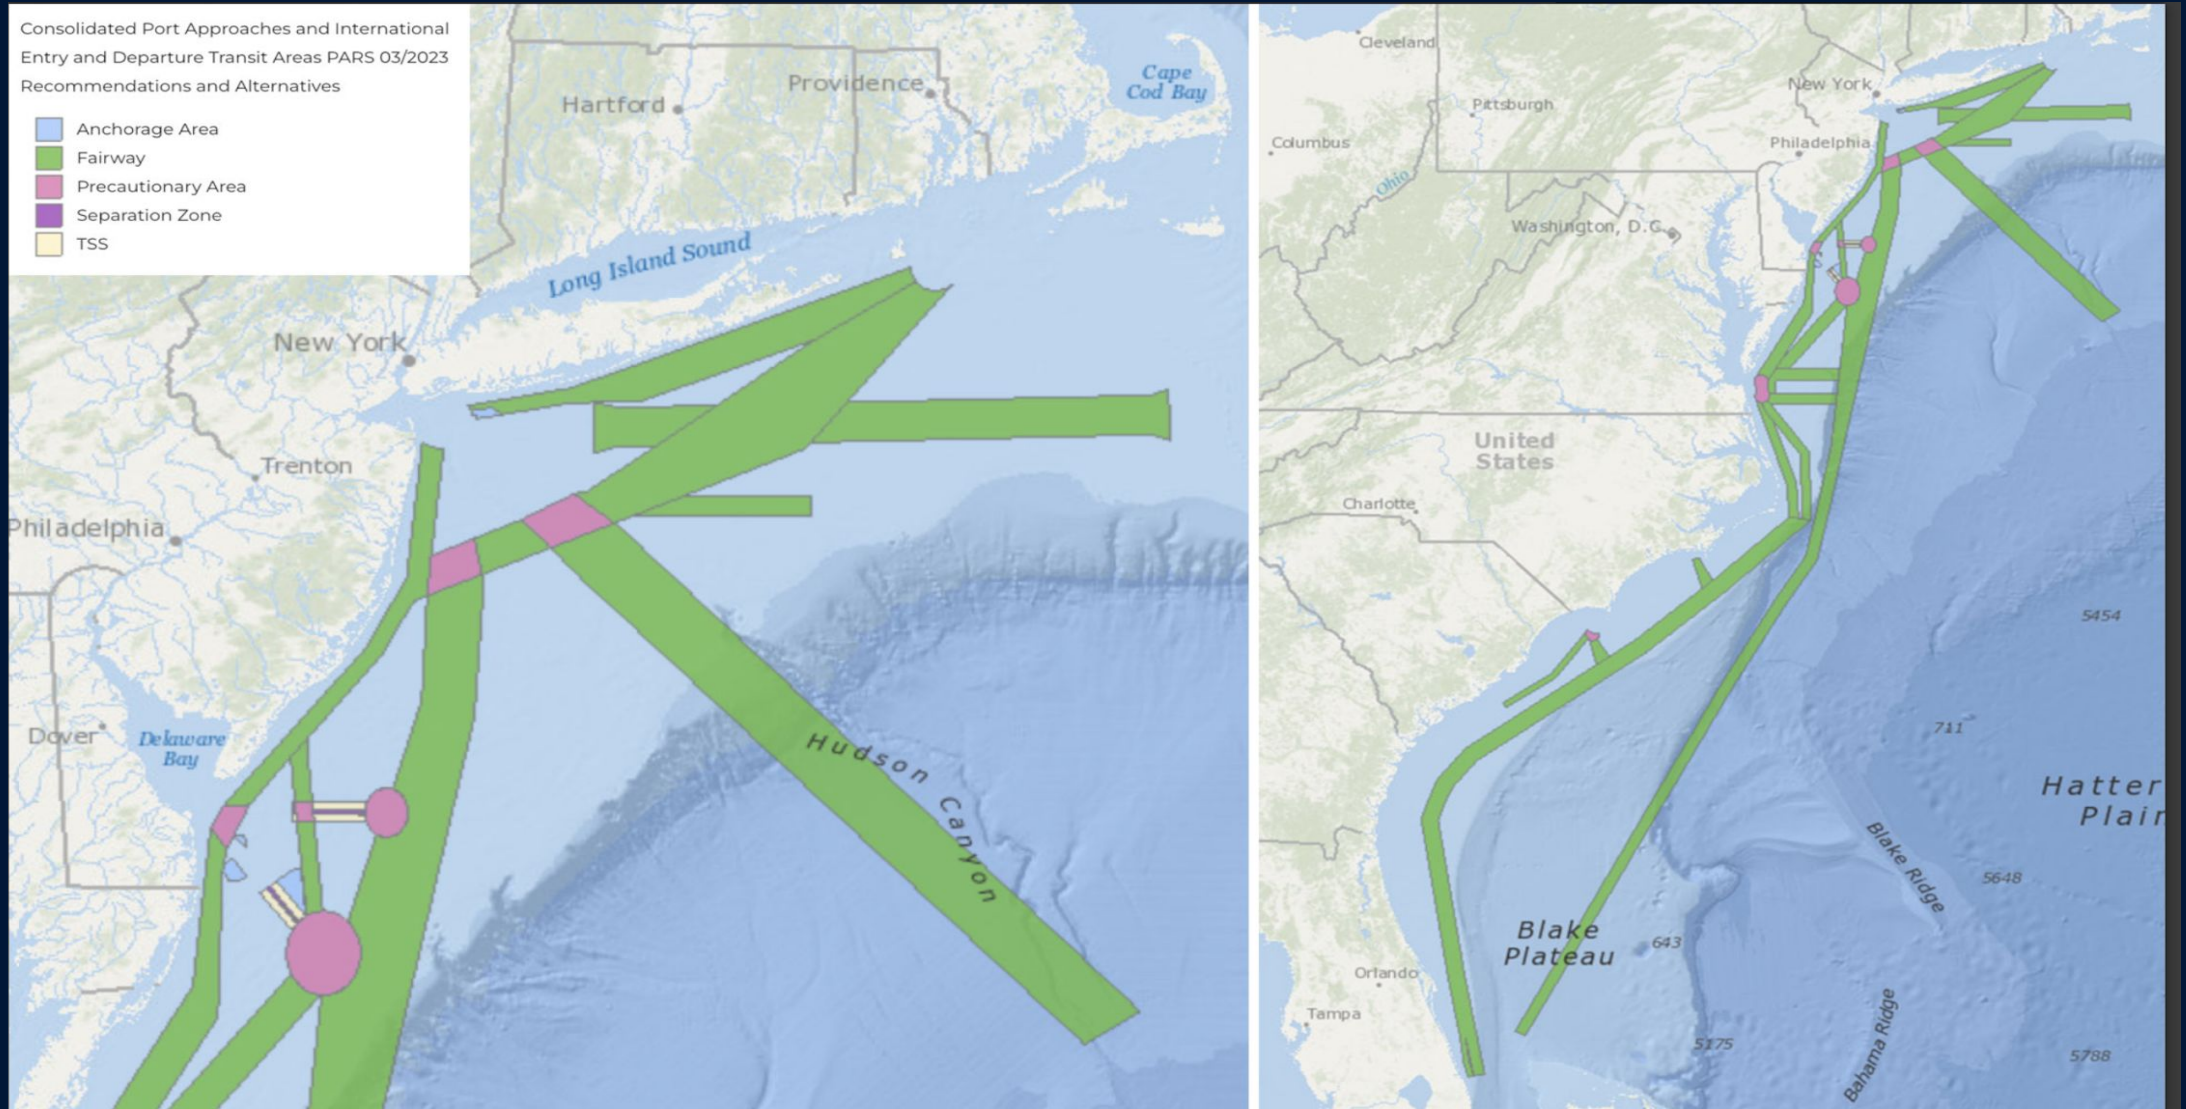 Consolidated Port Approaches and International
Entry and Departure Transit Areas PARS 03/2023
Recommendations and Alternatives
Anchorage Area
Fairway
Precautionary Area
Separation Zone
TSS
Cape
Cod Bay
Providence
Hartford
Long Island Sound
New York
Trenton
Philadelphia
Dover
Delaware
Bay
Hudson Canyon
Cleveland
New York
Pittsburgh
Columbus
Philadelphia
Ohio
Washington, D.C.
United
States
Charlotte
5454
711
Hatter
Plain
Blake Ridge
5648
Blake
Plateau
643
Orlando
Tampa
5175
Bahama Ridge
5788